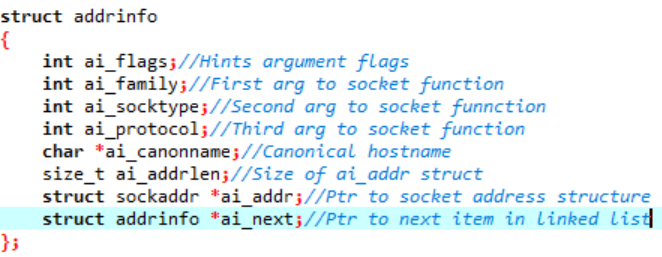 struct addrinfo
{
    int ai_flags;//Hints argument flags
    int ai_family;//First arg to socket function
    int ai_socktype;//Second arg to socket funnction
    int ai_protocol;//Third arg to socket function
    char *ai_canonname;//Canonical hostname
    size_t ai_addrlen;//Size of ai_addr struct
    struct sockaddr *ai_addr;//Ptr to socket address structure
    struct addrinfo *ai_next;//Ptr to next item in linked list
};